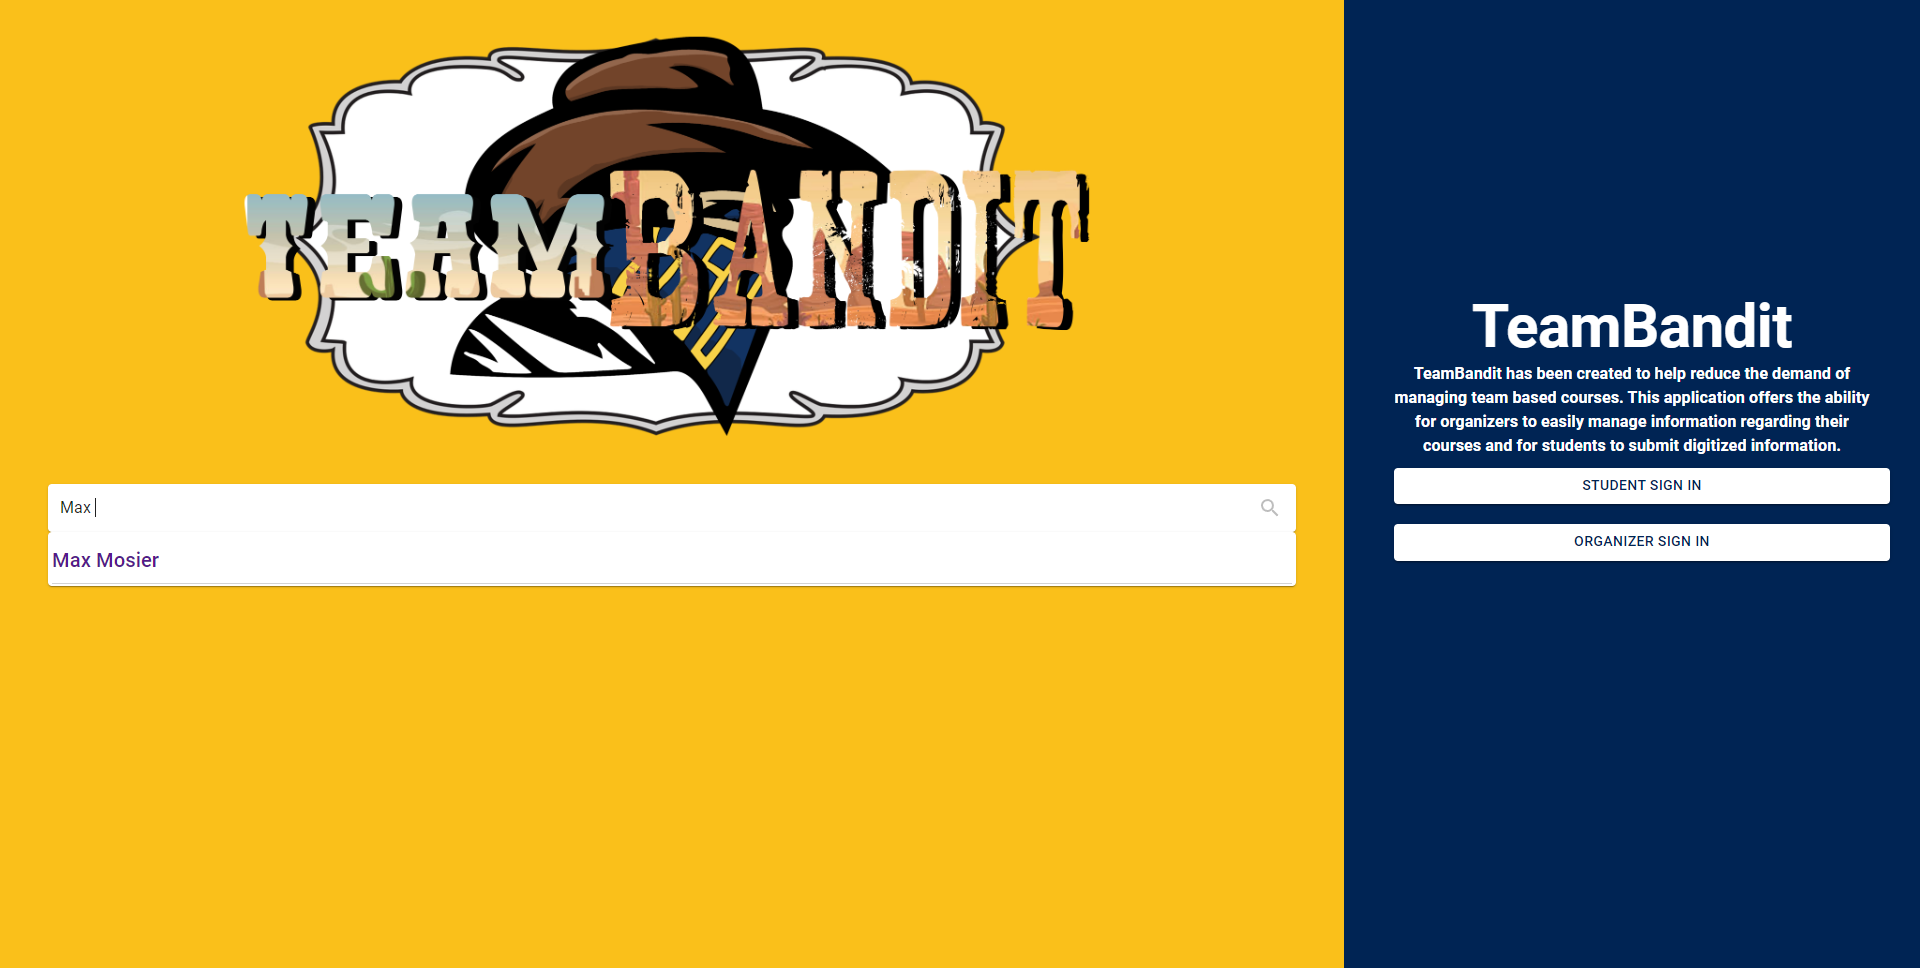 TEAMBANDIT
Max
Max Mosier
TeamBandit
TeamBandit has been created to help reduce the demand of
managing team based courses. This application offers the ability
for organizers to easily manage information regarding their
courses and for students to submit digitized information.
STUDENT SIGN IN
ORGANIZER SIGN IN